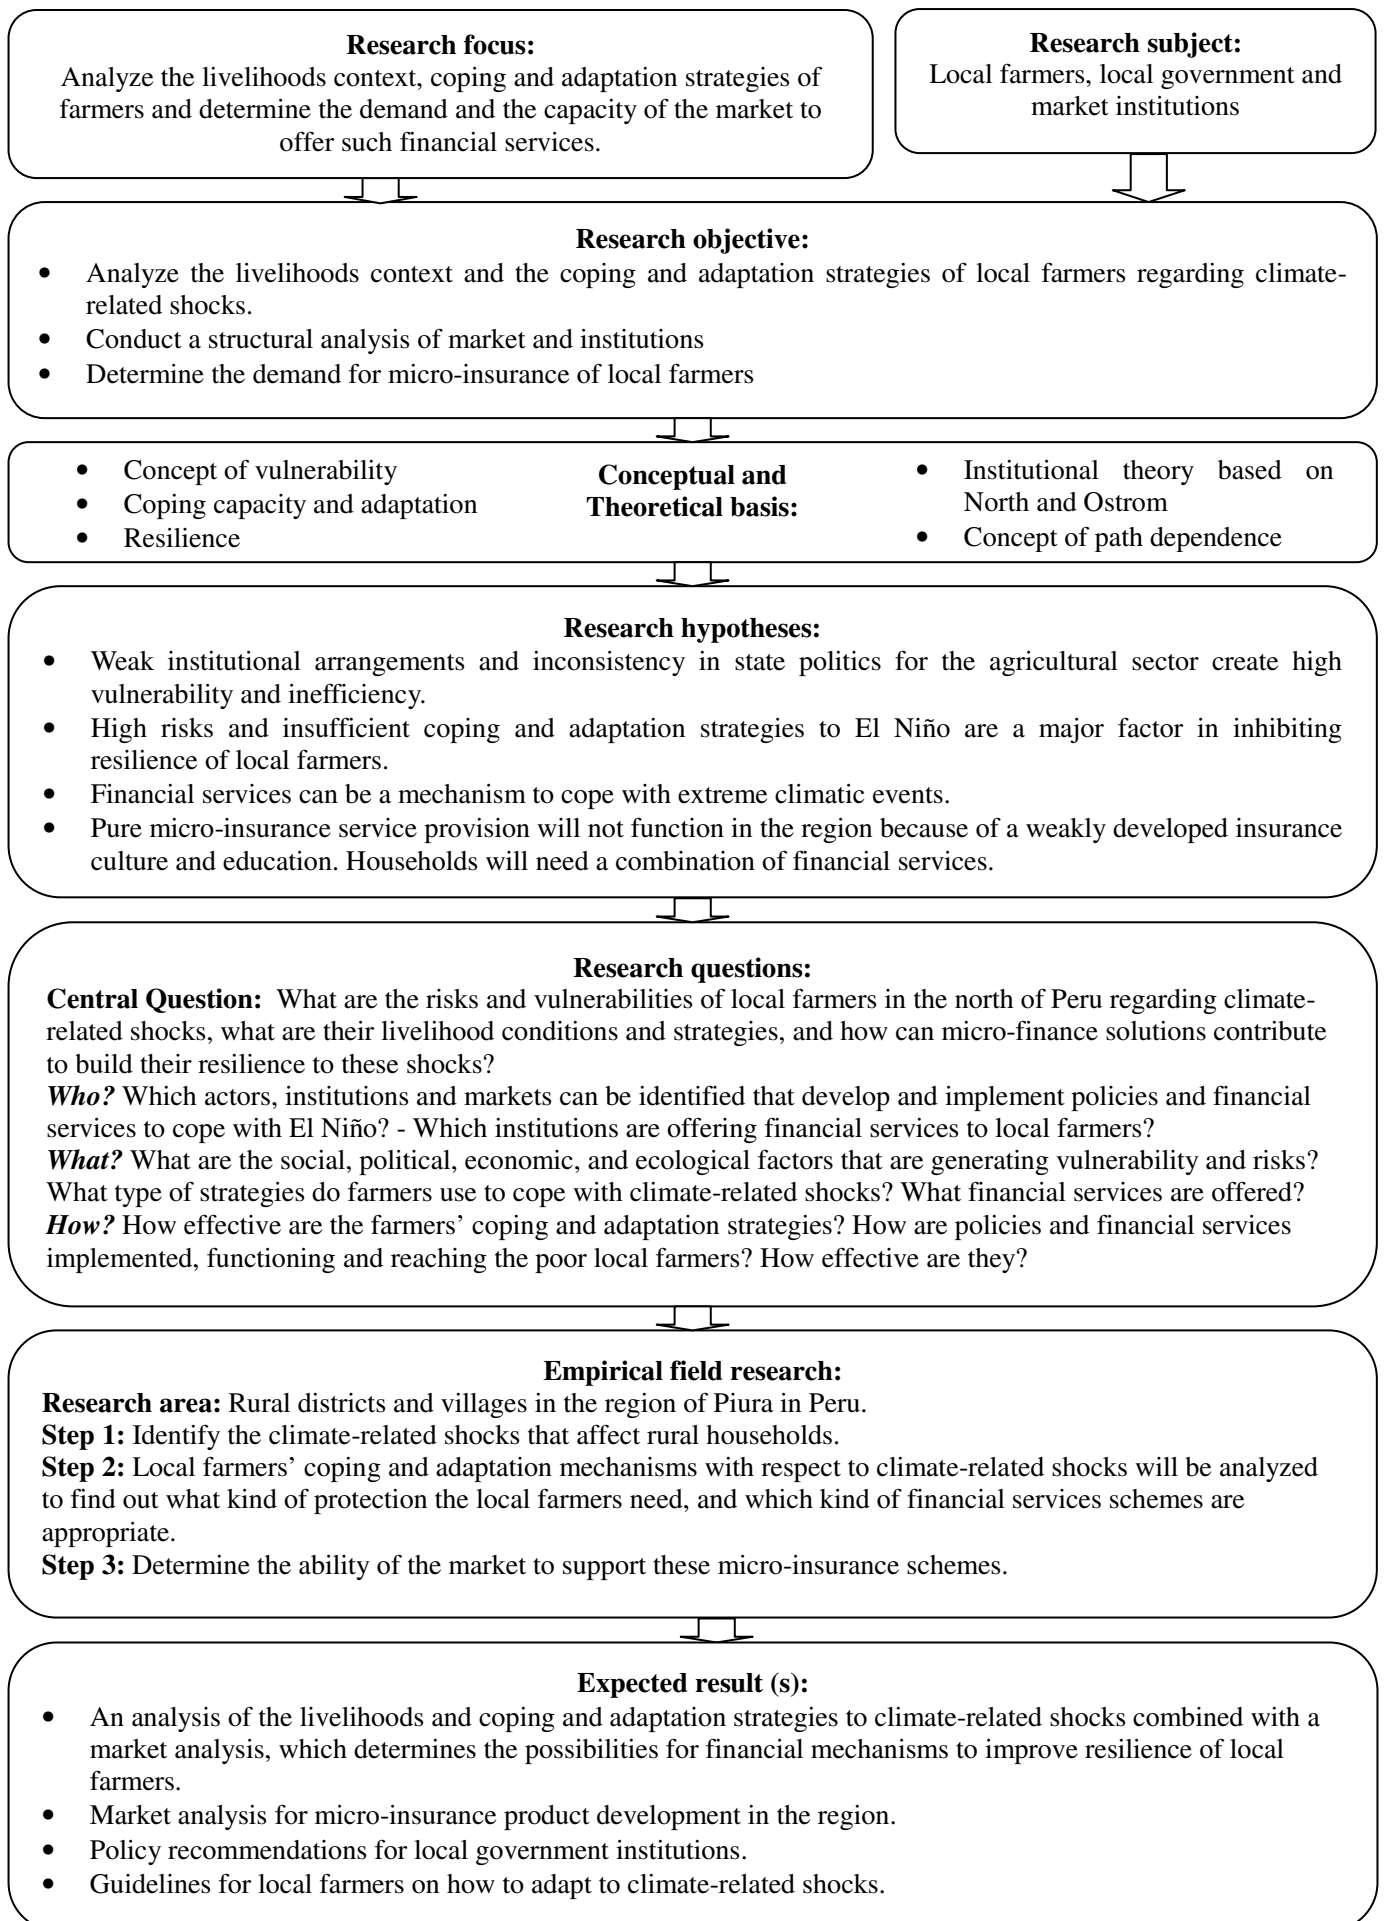 Research focus:
Analyze the livelihoods context, coping and adaptation strategies of
farmers and determine the demand and the capacity of the market to
offer such financial services.
Research subject:
Local farmers, local government and
market institutions
Research objective:
• Analyze the livelihoods context and the coping and adaptation strategies of local farmers regarding climate-
related shocks.
• Conduct a structural analysis of market and institutions
• Determine the demand for micro-insurance of local farmers
• Concept of vulnerability
• Coping capacity and adaptation
• Resilience
Conceptual and
Theoretical basis:
• Institutional theory based on
North and Ostrom
• Concept of path dependence
Research hypotheses:
• Weak institutional arrangements and inconsistency in state politics for the agricultural sector create high
vulnerability and inefficiency.
• High risks and insufficient coping and adaptation strategies to El Niño are a major factor in inhibiting
resilience of local farmers.
• Financial services can be a mechanism to cope with extreme climatic events.
• Pure micro-insurance service provision will not function in the region because of a weakly developed insurance
culture and education. Households will need a combination of financial services.
Research questions:
Central Question: What are the risks and vulnerabilities of local farmers in the north of Peru regarding climate-
related shocks, what are their livelihood conditions and strategies, and how can micro-finance solutions contribute
to build their resilience to these shocks?
Who? Which actors, institutions and markets can be identified that develop and implement policies and financial
services to cope with El Niño? - Which institutions are offering financial services to local farmers?
What? What are the social, political, economic, and ecological factors that are generating vulnerability and risks?
What type of strategies do farmers use to cope with climate-related shocks? What financial services are offered?
How? How effective are the farmers’ coping and adaptation strategies? How are policies and financial services
implemented, functioning and reaching the poor local farmers? How effective are they?
Empirical field research:
Research area: Rural districts and villages in the region of Piura in Peru.
Step 1: Identify the climate-related shocks that affect rural households.
Step 2: Local farmers’ coping and adaptation mechanisms with respect to climate-related shocks will be analyzed
to find out what kind of protection the local farmers need, and which kind of financial services schemes are
appropriate.
Step 3: Determine the ability of the market to support these micro-insurance schemes.
Expected result (s):
• An analysis of the livelihoods and coping and adaptation strategies to climate-related shocks combined with a
market analysis, which determines the possibilities for financial mechanisms to improve resilience of local
farmers.
• Market analysis for micro-insurance product development in the region.
• Policy recommendations for local government institutions.
• Guidelines for local farmers on how to adapt to climate-related shocks.